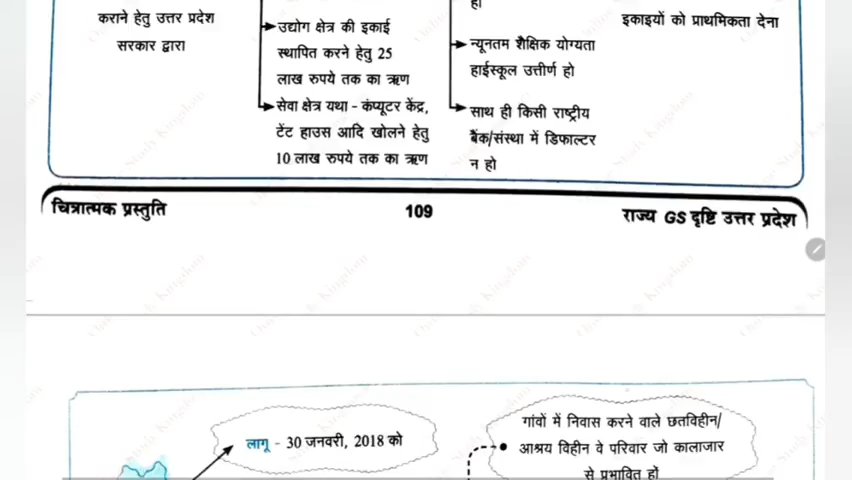 कराने हेतु उत्तर प्रदेश
सरकार द्वारा
उद्योग क्षेत्र की इकाई
स्थापित करने हेतु 25
लाख रुपये तक का ऋण
सेवा क्षेत्र यथा - कंप्यूटर केंद्र,
टेंट हाउस आदि खोलने हेतु
10 लाख रुपये तक का ऋण
हो
न्यूनतम शैक्षिक योग्यता
हाईस्कूल उत्तीर्ण हो
साथ ही किसी राष्ट्रीय
बैंक/संस्था में डिफाल्टर
न हो
इकाइयों को प्राथमिकता देना
चित्रात्मक प्रस्तुति
109
राज्य GS दृष्टि उत्तर प्रदेश
लागू - 30 जनवरी, 2018 को
गांवों में निवास करने वाले छतविहीन/
आश्रय विहीन वे परिवार जो कालाजार
से प्रभावित हों